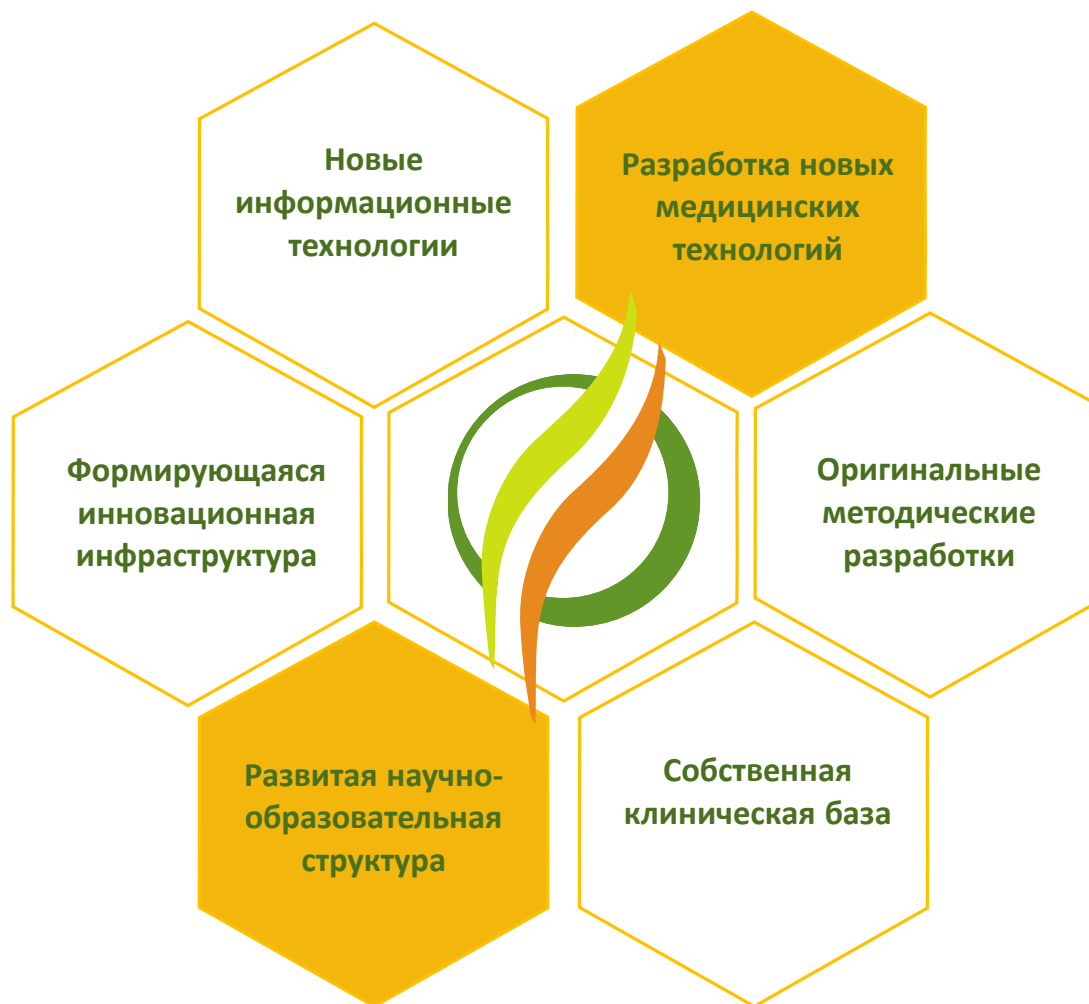 Новые
информационные
технологии
Разработка новых
медицинских
технологий
Формирующаяся
инновационная
инфраструктура
Оригинальные
методические
разработки
Развитая научно-
образовательная
структура
Собственная
клиническая база